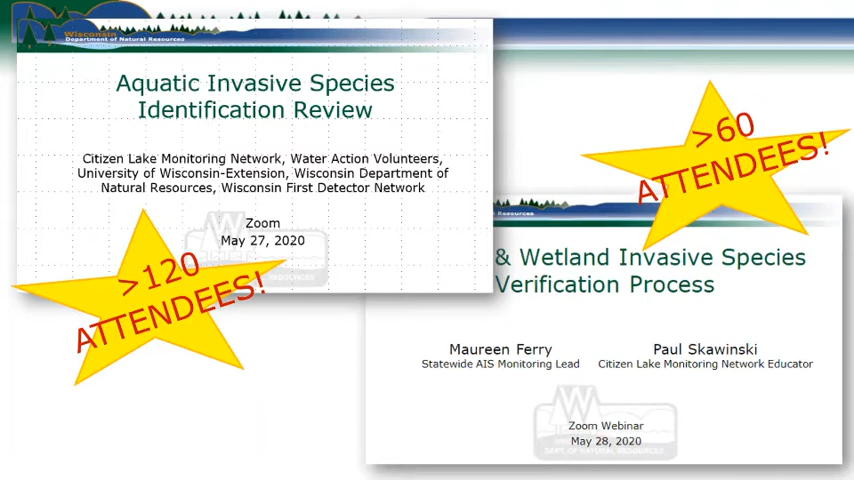 Wisconsin
Department of Natural Resources
Aquatic Invasive Species
Identification Review
Citizen Lake Monitoring Network, Water Action Volunteers,
University of Wisconsin-Extension, Wisconsin Department of
Natural Resources, Wisconsin First Detector Network
Zoom
May 27, 2020
>120
ATTENDEES!
>60
ATTENDEES!
Resources
& Wetland Invasive Species
Verification Process
Maureen Ferry
Statewide AIS Monitoring Lead
Paul Skawinski
Citizen Lake Monitoring Network Educator
Zoom Webinar
May 28, 2020